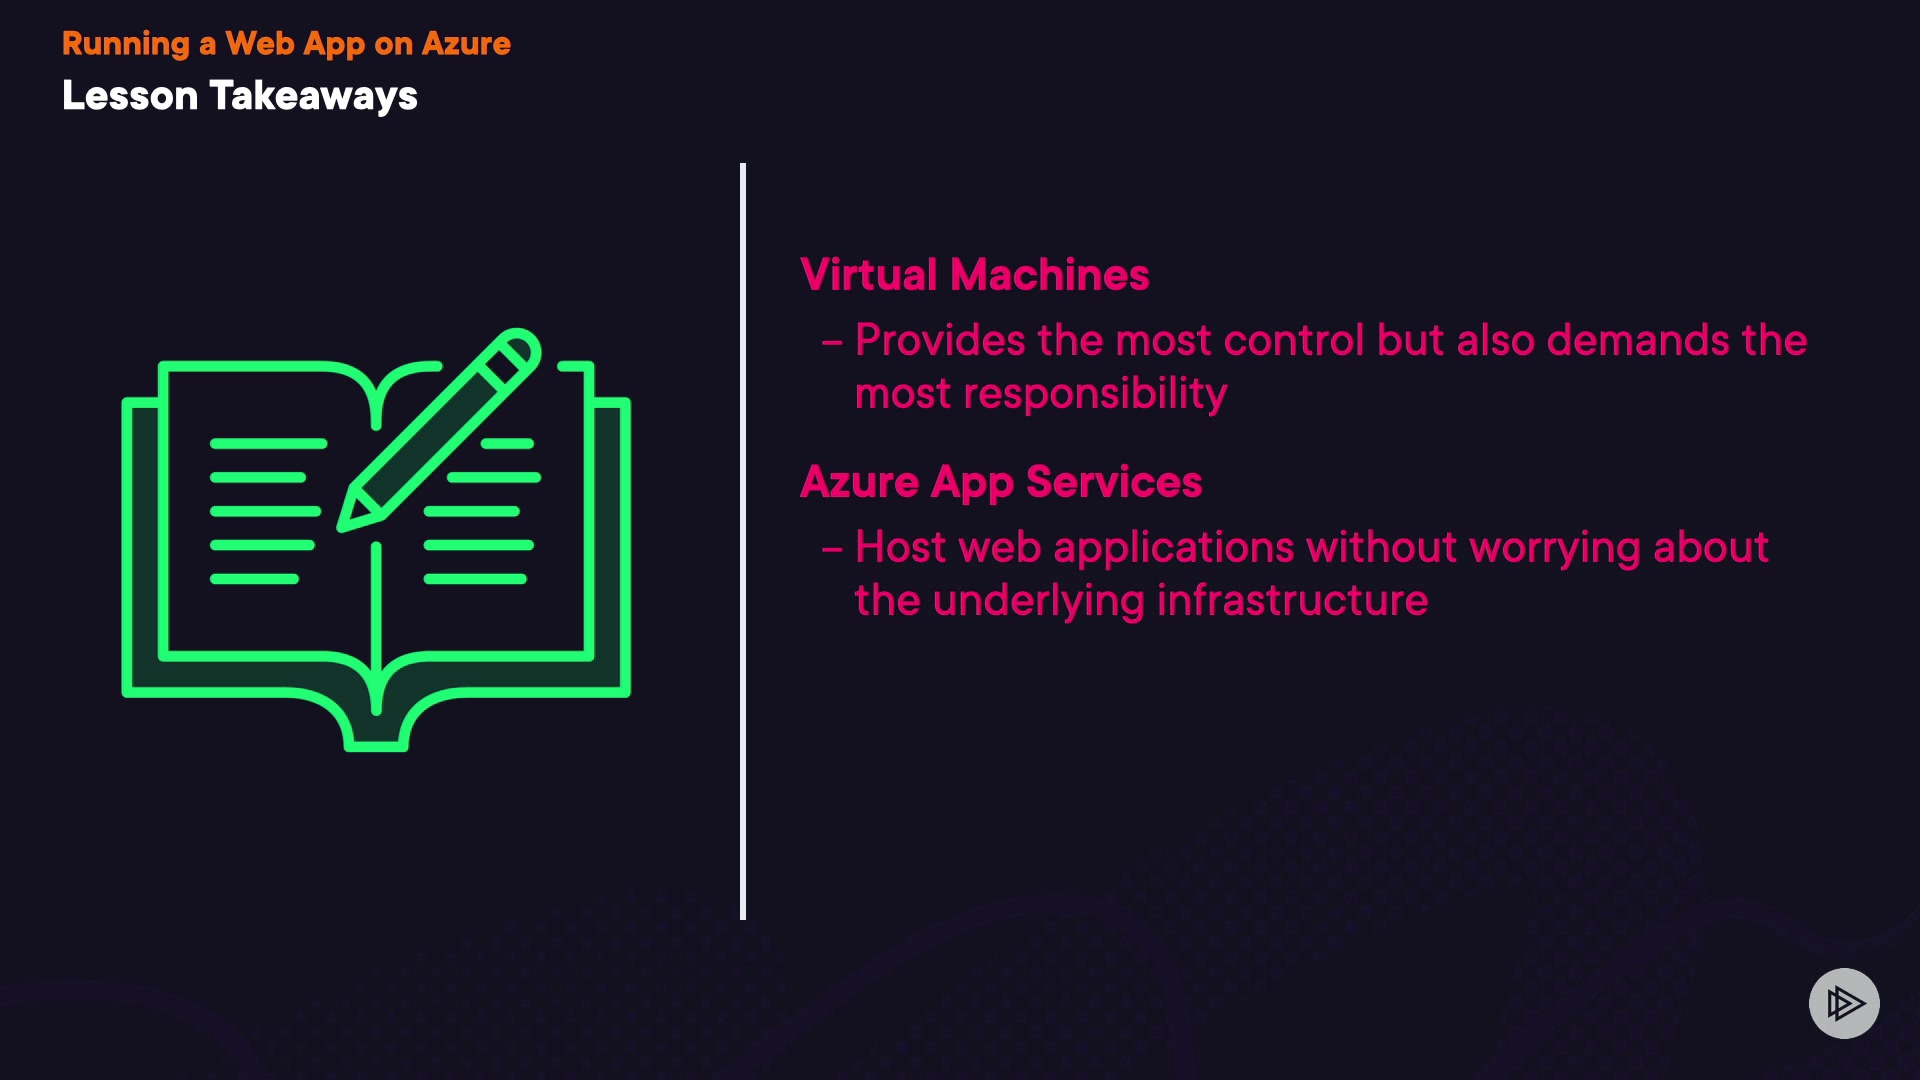 Running a Web App on Azure
Lesson Takeaways
Virtual Machines
– Provides the most control but also demands the
most responsibility
Azure App Services
– Host web applications without worrying about
the underlying infrastructure